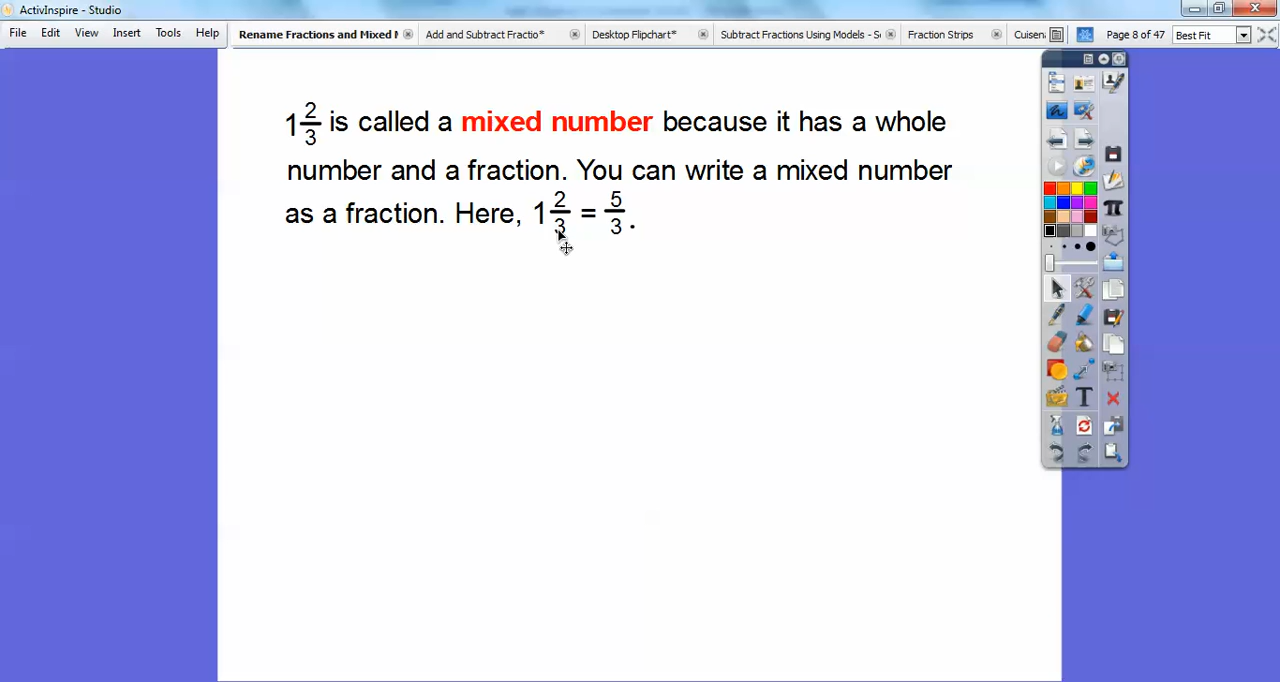 ActivInspire - Studio
File Edit View Insert Tools Help Rename Fractions and Mixed Add and Subtract Fractio* Desktop Flipchart* Subtract Fractions Using Models - Fraction Strips Cuisen Page 8 of 47 Best Fit
1 2/3 is called a mixed number because it has a whole
number and a fraction. You can write a mixed number
as a fraction. Here, 1 2/3 = 5/3.